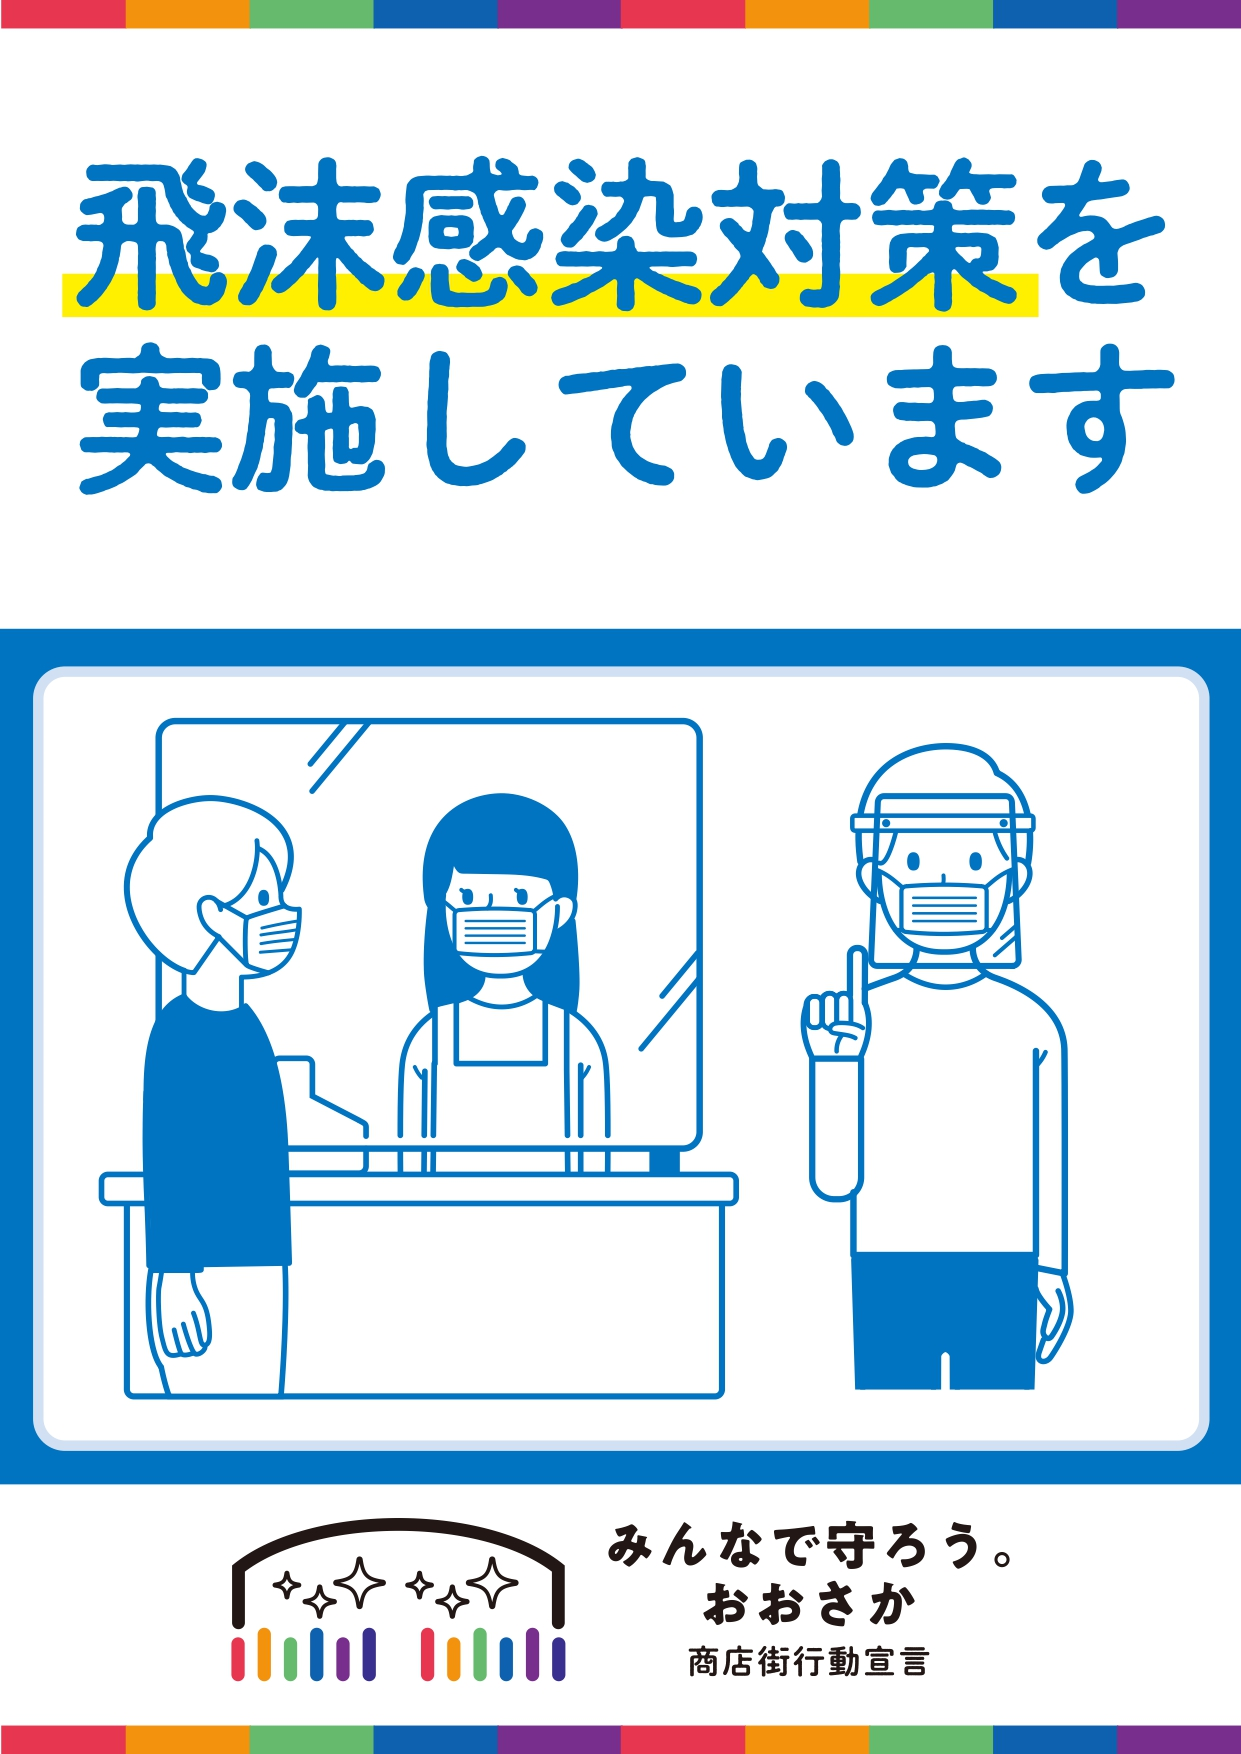 飛沫感染対策を
実施しています
みんなで守ろう。
おおさか
商店街行動宣言